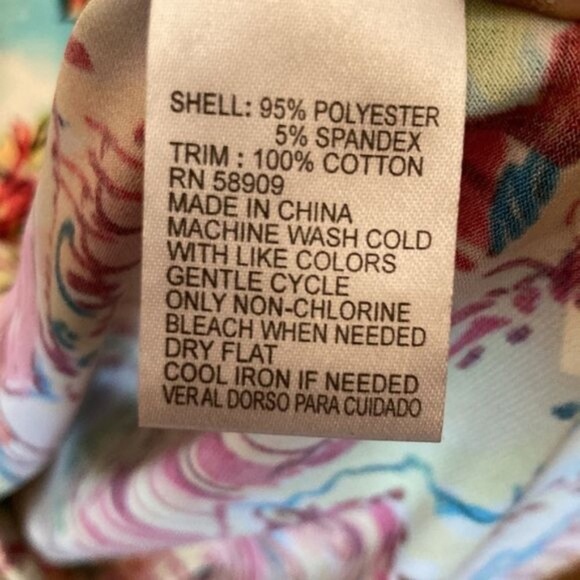 SHELL: 95% POLYESTER
5% SPANDEX
TRIM : 100% COTTON
RN 58909
MADE IN CHINA
MACHINE WASH COLD
WITH LIKE COLORS
GENTLE CYCLE
ONLY NON-CHLORINE
BLEACH WHEN NEEDED
DRY FLAT
COOL IRON IF NEEDED
VER AL DORSO PARA CUIDADO